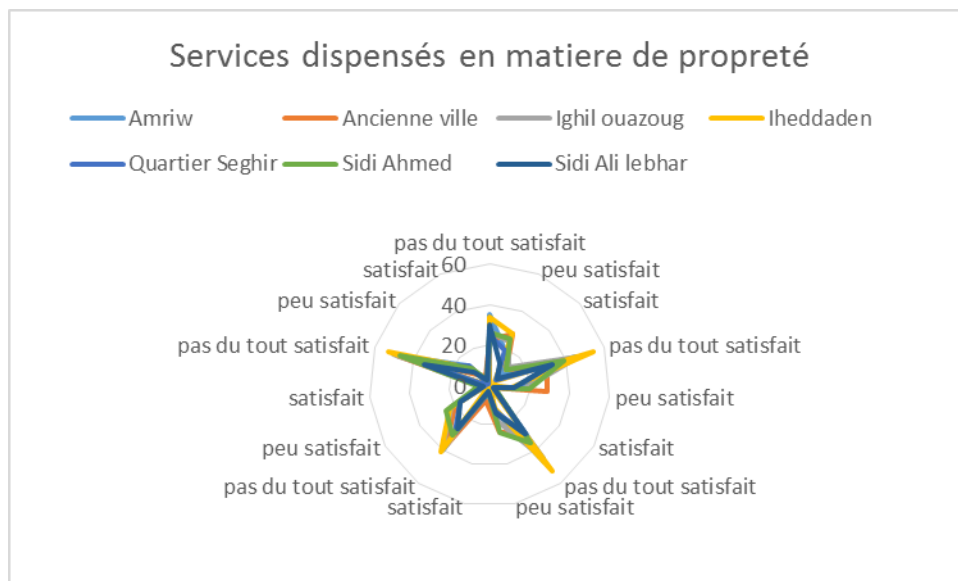 Services dispensés en matiere de propreté
Amriw Ancienne ville Ighil ouazoug Iheddaden
Quartier Seghir Sidi Ahmed Sidi Ali lebhar
pas du tout satisfait
satisfait 60 peu satisfait
peu satisfait 40 satisfait
pas du tout satisfait 20 pas du tout satisfait
satisfait 0 peu satisfait
peu satisfait satisfait
pas du tout satisfait pas du tout satisfait
satisfait peu satisfait